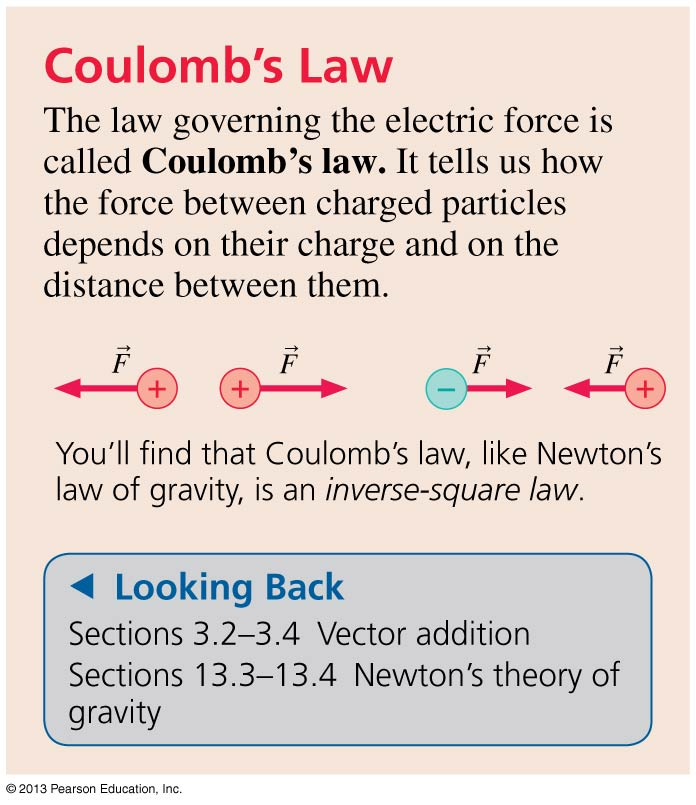 Coulomb's Law
The law governing the electric force is
called Coulomb's law. It tells us how
the force between charged particles
depends on their charge and on the
distance between them.
F⃗ F⃗ F⃗ F⃗
+ + − +
You'll find that Coulomb's law, like Newton's
law of gravity, is an inverse-square law.
◀ Looking Back
Sections 3.2–3.4 Vector addition
Sections 13.3–13.4 Newton's theory of
gravity
© 2013 Pearson Education, Inc.